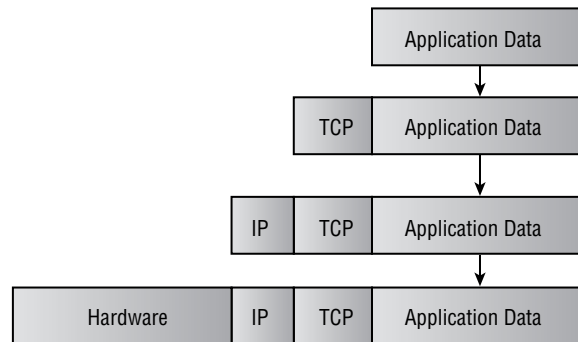 Application Data
TCP Application Data
IP TCP Application Data
Hardware IP TCP Application Data